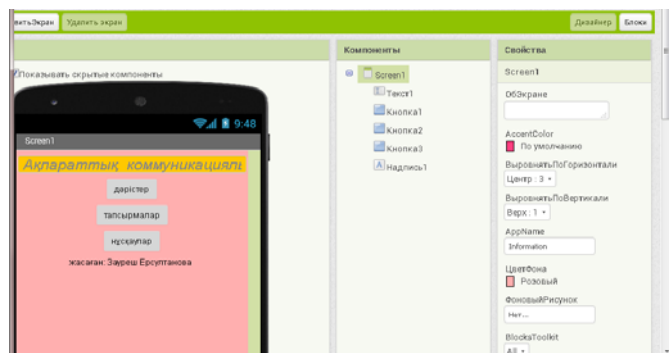 витьЭкран Удалить экран Дизайнер Блоки
Компоненты
Свойства
Показывать скрытые компоненты
9:48
Screen1
Ақпараттық коммуникациялы
дәрістер
тапсырмалар
нұсқаулар
жасаған: Зауреш Ерсултанова
Screen1
Текст1
Кнопка1
Кнопка2
Кнопка3
Надпись1
Screen1
ОбЭкране
AccentColor
По умолчанию
ВыровнятьПоГоризонтали
Центр : 3
ВыровнятьПоВертикали
Верх : 1
AppName
Information
ЦветФона
Розовый
ФоновыйРисунок
Нет...
BlocksToolkit
All